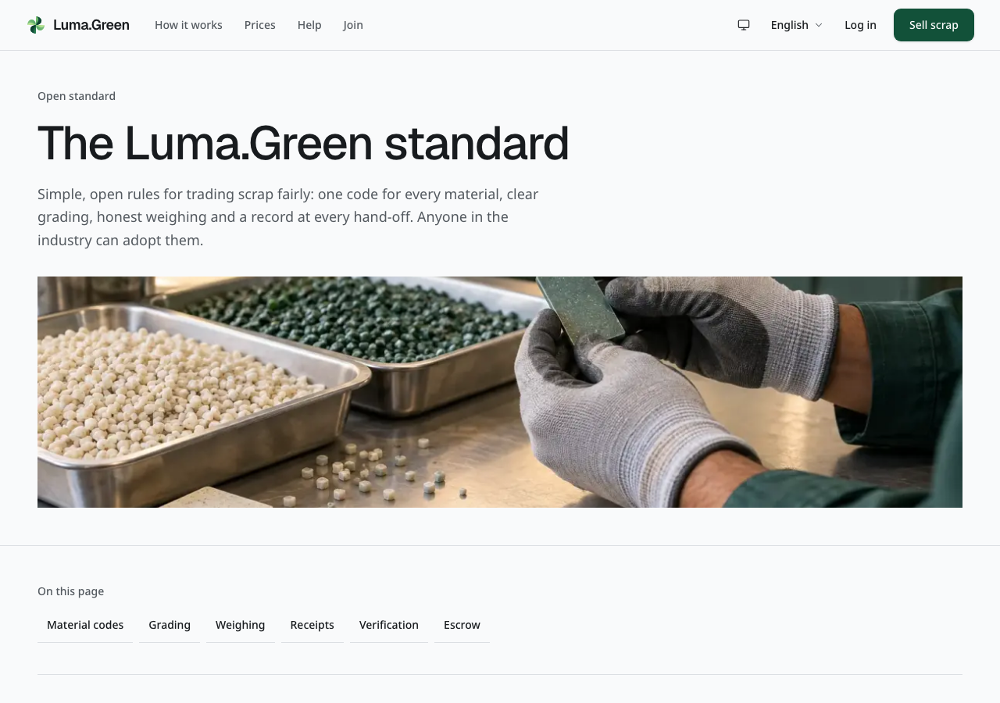 Luma.Green
How it works
Prices
Help
Join
English
Log in
Sell scrap
Open standard
The Luma.Green standard
Simple, open rules for trading scrap fairly: one code for every material, clear
grading, honest weighing and a record at every hand-off. Anyone in the
industry can adopt them.
On this page
Material codes
Grading
Weighing
Receipts
Verification
Escrow